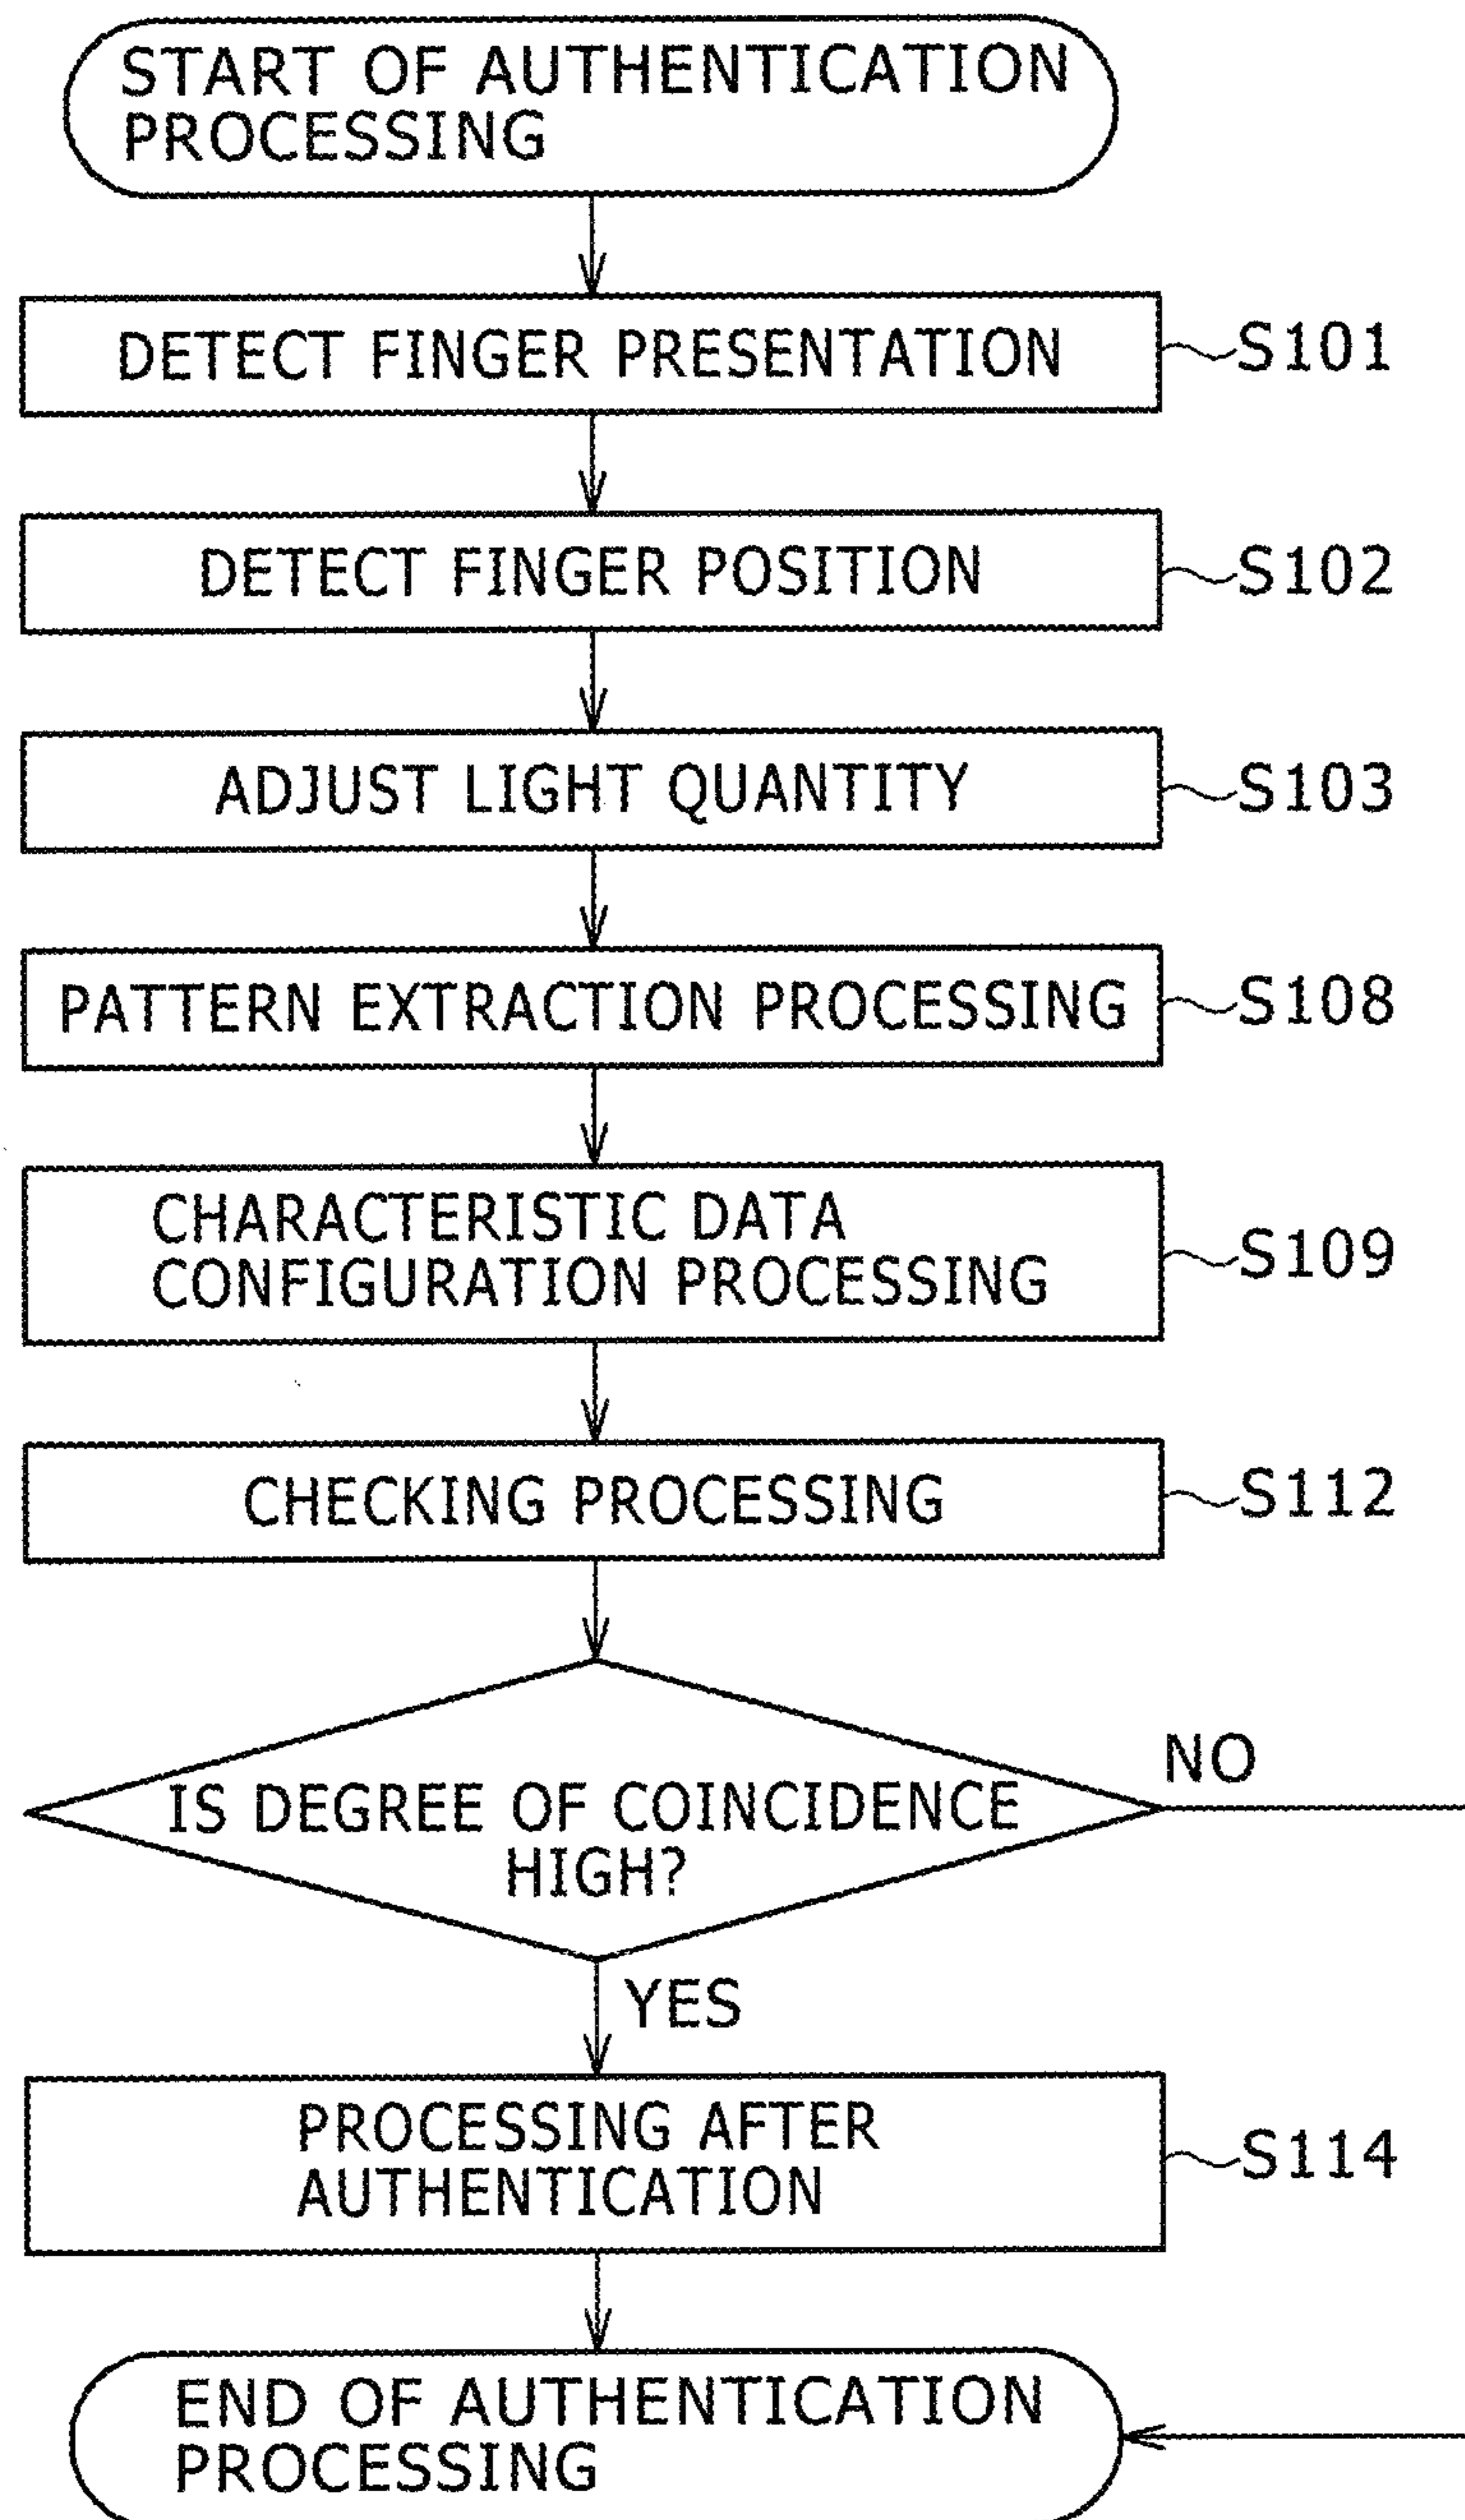 START OF AUTHENTICATION
PROCESSING
DETECT FINGER PRESENTATION
S101
DETECT FINGER POSITION
S102
ADJUST LIGHT QUANTITY
S103
PATTERN EXTRACTION PROCESSING
S108
CHARACTERISTIC DATA
CONFIGURATION PROCESSING
S109
CHECKING PROCESSING
S112
NO
IS DEGREE OF COINCIDENCE
HIGH?
YES
PROCESSING AFTER
AUTHENTICATION
S114
END OF AUTHENTICATION
PROCESSING